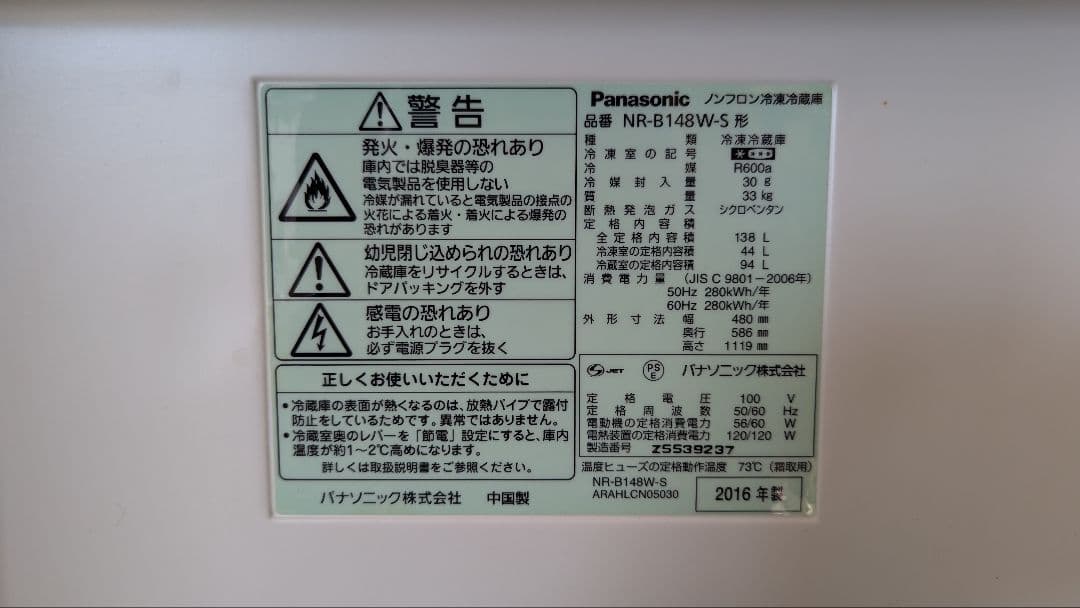 警告
発火・爆発の恐れあり
庫内では脱臭器等の
電気製品を使用しない
冷媒が漏れていると電気製品の接点の
火花による着火・着火による爆発の
恐れがあります
幼児閉じ込められの恐れあり
冷蔵庫をリサイクルするときは、
ドアパッキングを外す
感電の恐れあり
お手入れのときは、
必ず電源プラグを抜く
正しくお使いいただくために
・冷蔵庫の表面が熱くなるのは、放熱パイプで露付
防止をしているためです。異常ではありません。
・冷蔵室奥のレバーを「節電」設定にすると、庫内
温度が約1〜2℃高めになります。
詳しくは取扱説明書をご参照ください。
パナソニック株式会社 中国製
Panasonic ノンフロン冷凍冷蔵庫
品番 NR-B148W-S 形
種類 冷凍冷蔵庫
冷凍室の記号 ****
冷媒 R600a
冷媒封入量 30 g
質量 33 kg
断熱発泡ガス シクロペンタン
定格内容積
全定格内容積 138 L
冷凍室の定格内容積 44 L
冷蔵室の定格内容積 94 L
消費電力量 (JIS C 9801-2006年)
50Hz 280kWh/年
60Hz 280kWh/年
外形寸法 幅 480 mm
奥行 586 mm
高さ 1119 mm
JET PSE パナソニック株式会社
定格電圧 100 V
定格周波数 50/60 Hz
電動機の定格消費電力 56/60 W
電熱装置の定格消費電力 120/120 W
製造番号 Z5539237
温度ヒューズの定格動作温度 73℃ (霜取用)
NR-B148W-S
ARAHLCN05030
2016 年製